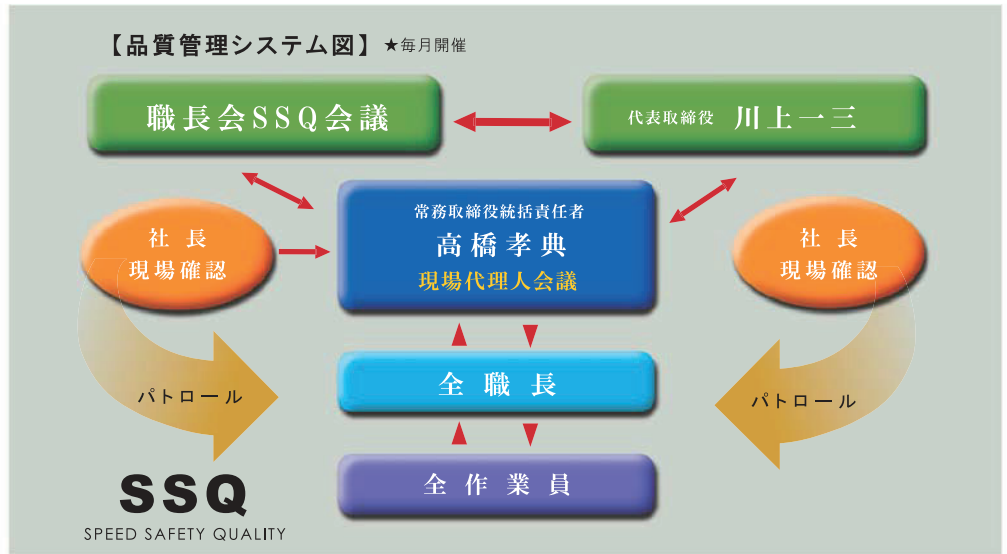 【品質管理システム図】 ★毎月開催
職長会SSQ会議
代表取締役 川上一三
常務取締役統括責任者
高橋孝典
現場代理人会議
社長
現場確認
社長
現場確認
全職長
パトロール
パトロール
全作業員
SSQ
SPEED SAFETY QUALITY